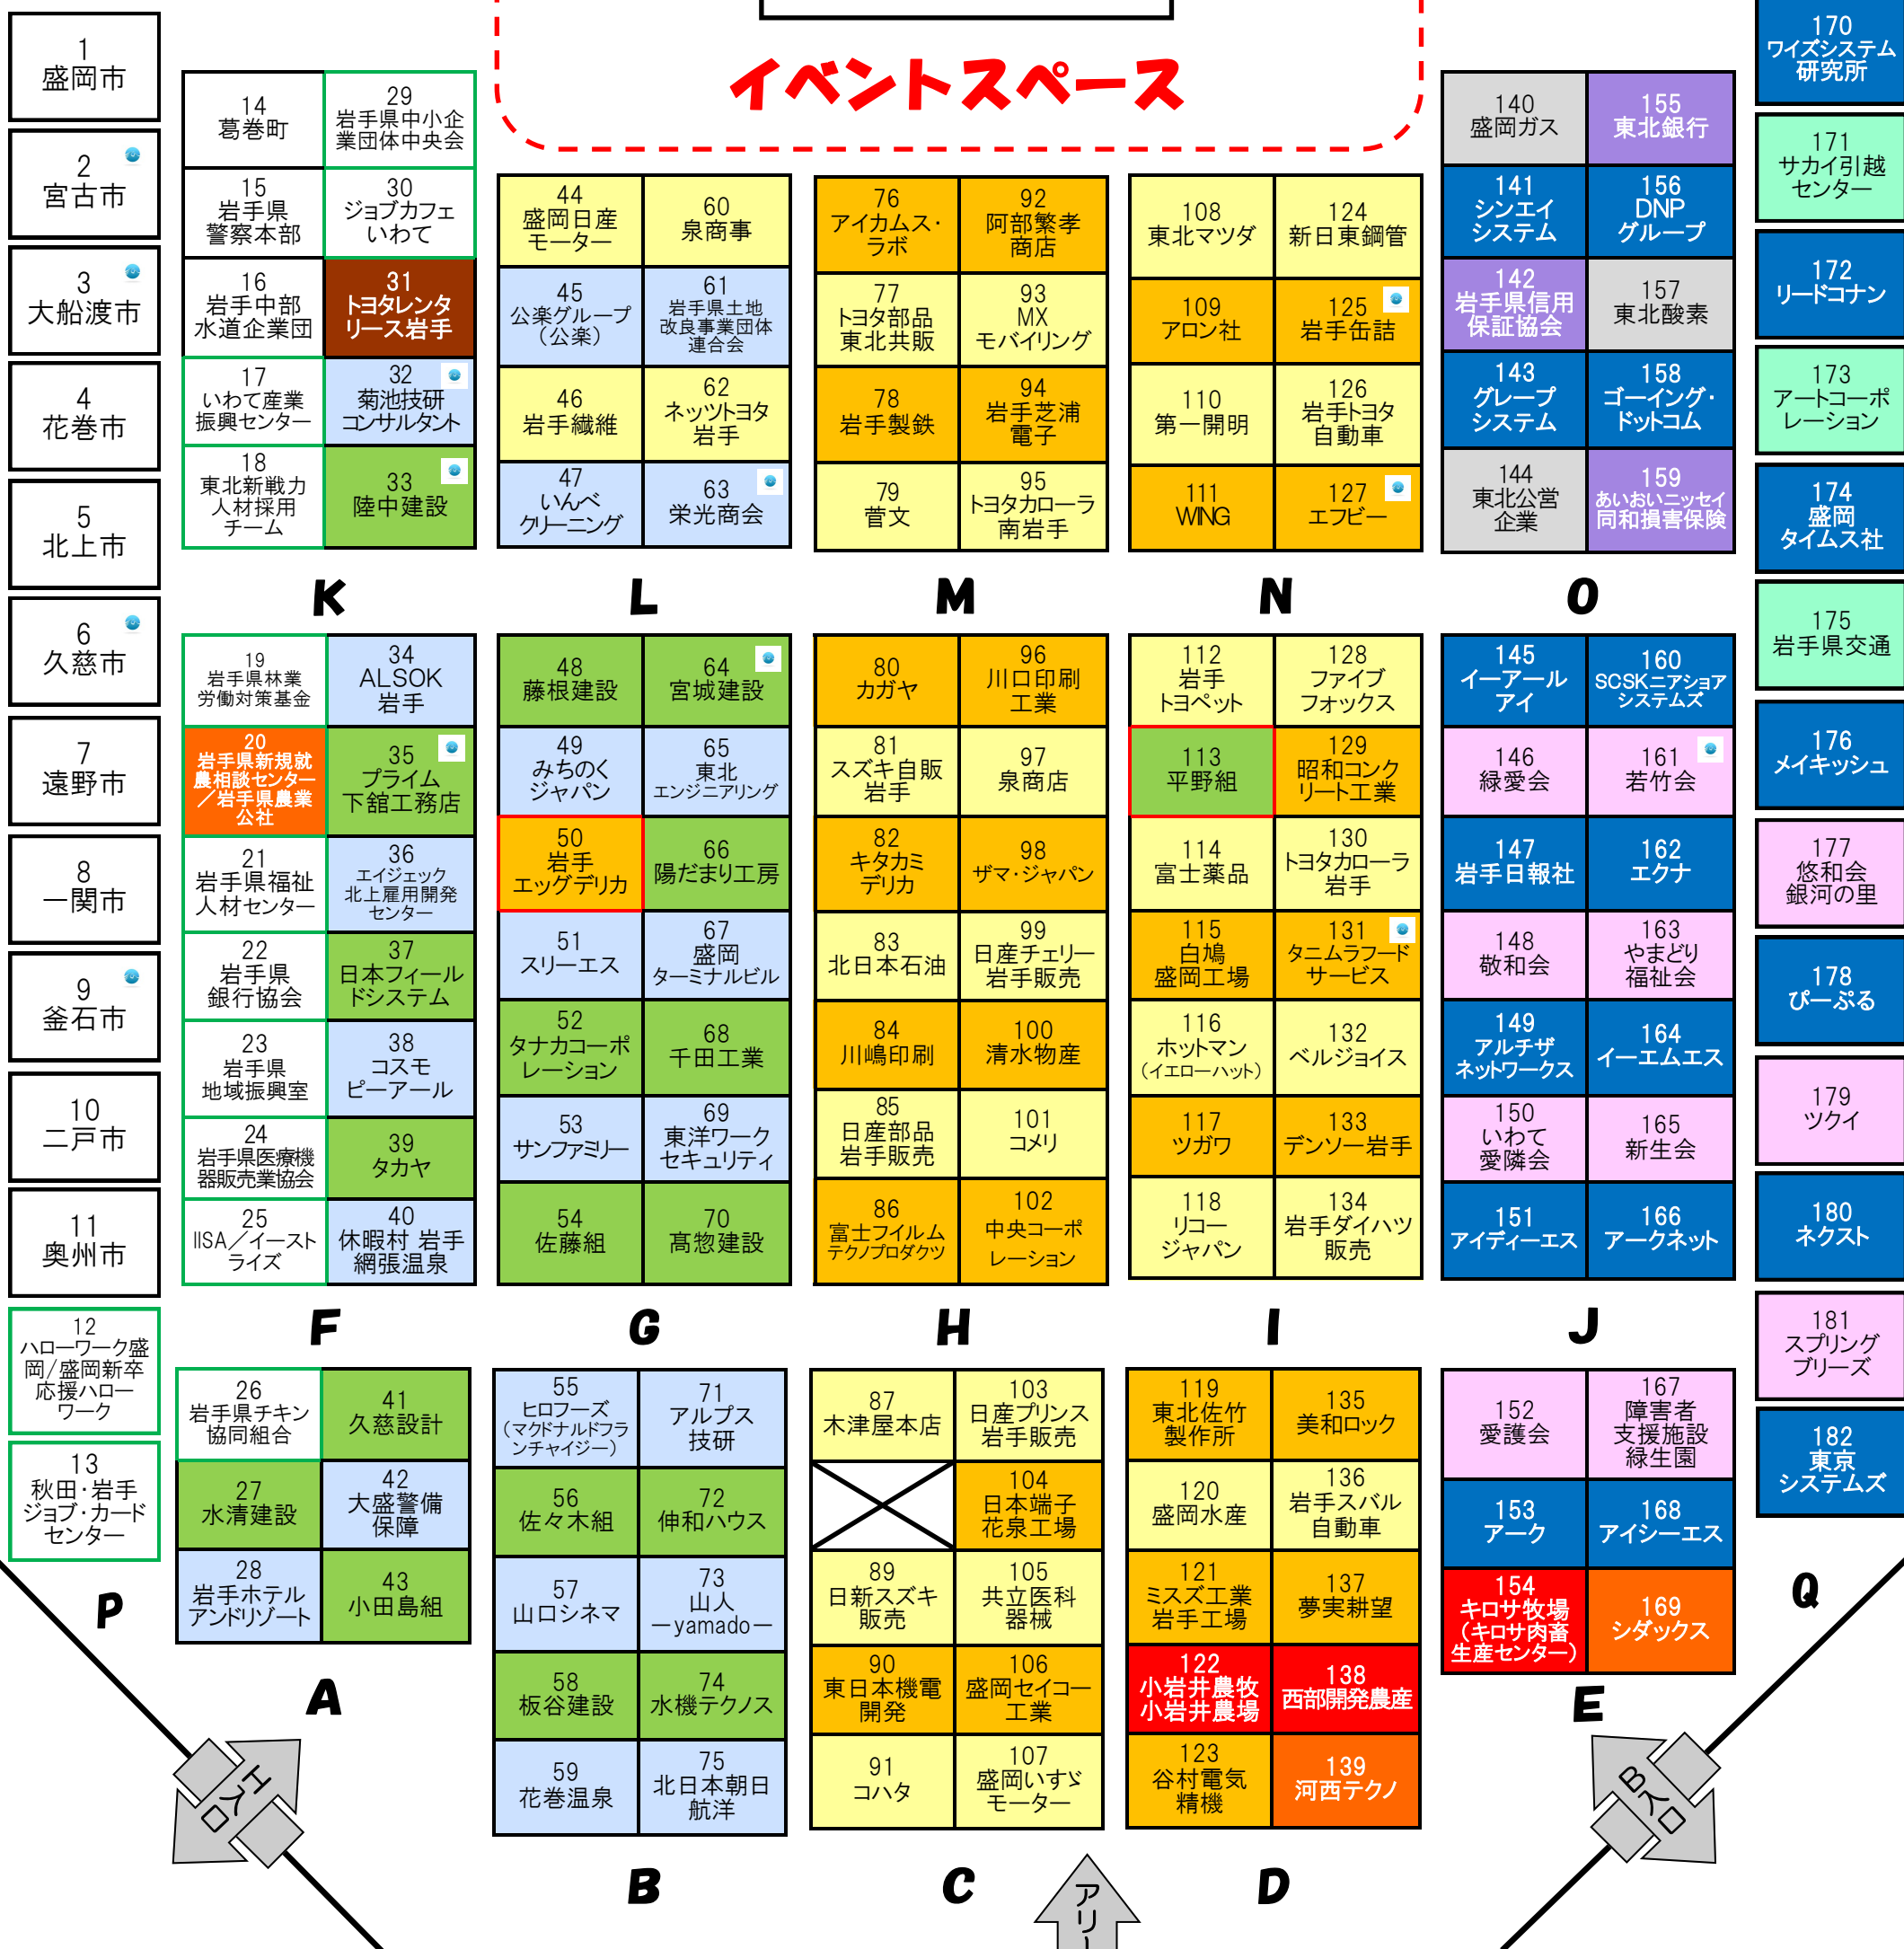 イベントスペース
1
盛岡市
2
宮古市
3
大船渡市
4
花巻市
5
北上市
6
久慈市
7
遠野市
8
一関市
9
釜石市
10
二戸市
11
奥州市
12
ハローワーク盛
岡/盛岡新卒
応援ハロー
ワーク
13
秋田・岩手
ジョブ・カード
センター
P
14
葛巻町
29
岩手県中小企
業団体中央会
15
岩手県
警察本部
30
ジョブカフェ
いわて
16
岩手中部
水道企業団
31
トヨタレンタ
リース岩手
17
いわて産業
振興センター
32
菊池技研
コンサルタント
18
東北新戦力
人材採用
チーム
33
陸中建設
K
44
盛岡日産
モーター
60
泉商事
45
公楽グループ
(公楽)
61
岩手県土地
改良事業団体
連合会
46
岩手繊維
62
ネッツトヨタ
岩手
47
いんべ
クリーニング
63
栄光商会
L
76
アイカムス・
ラボ
92
阿部繁孝
商店
77
トヨタ部品
東北共販
93
MX
モバイリング
78
岩手製鉄
94
岩手芝浦
電子
79
菅文
95
トヨタカローラ
南岩手
M
108
東北マツダ
124
新日東鋼管
109
アロン社
125
岩手缶詰
110
第一開明
126
岩手トヨタ
自動車
111
WING
127
エフビー
N
140
盛岡ガス
155
東北銀行
141
シンエイ
システム
156
DNP
グループ
142
岩手県信用
保証協会
157
東北酸素
143
グレープ
システム
158
ゴーイング・
ドットコム
144
東北公営
企業
159
あいおいニッセイ
同和損害保険
O
19
岩手県林業
労働対策基金
34
ALSOK
岩手
20
岩手県新規就
農相談センター
/岩手県農業
公社
35
プライム
下舘工務店
21
岩手県福祉
人材センター
36
エイジェック
北上雇用開発
センター
22
岩手県
銀行協会
37
日本フィール
ドシステム
23
岩手県
地域振興室
38
コスモ
ピーアール
24
岩手県医療機
器販売業協会
39
タカヤ
25
IISA/イースト
ライズ
40
休暇村 岩手
網張温泉
F
48
藤根建設
64
宮城建設
49
みちのく
ジャパン
65
東北
エンジニアリング
50
岩手
エッグデリカ
66
陽だまり工房
51
スリーエス
67
盛岡
ターミナルビル
52
タナカコーポ
レーション
68
千田工業
53
サンファミリー
69
東洋ワーク
セキュリティ
54
佐藤組
70
髙惣建設
G
80
カガヤ
96
川口印刷
工業
81
スズキ自販
岩手
97
泉商店
82
キタカミ
デリカ
98
ザマ・ジャパン
83
北日本石油
99
日産チェリー
岩手販売
84
川嶋印刷
100
清水物産
85
日産部品
岩手販売
101
コメリ
86
富士フイルム
テクノプロダクツ
102
中央コーポ
レーション
H
112
岩手
トヨペット
128
ファイブ
フォックス
113
平野組
129
昭和コンク
リート工業
114
富士薬品
130
トヨタカローラ
岩手
115
白鳩
盛岡工場
131
タニムラフード
サービス
116
ホットマン
(イエローハット)
132
ベルジョイス
117
ツガワ
133
デンソー岩手
118
リコー
ジャパン
134
岩手ダイハツ
販売
I
145
イーアール
アイ
160
SCSKニアショア
システムズ
146
緑愛会
161
若竹会
147
岩手日報社
162
エクナ
148
敬和会
163
やまどり
福祉会
149
アルチザ
ネットワークス
164
イーエムエス
150
いわて
愛隣会
165
新生会
151
アイディーエス
166
アークネット
J
26
岩手県チキン
協同組合
41
久慈設計
27
水清建設
42
大盛警備
保障
28
岩手ホテル
アンドリゾート
43
小田島組
A
55
ヒロフーズ
(マクドナルドフラ
ンチャイジー)
71
アルプス
技研
56
佐々木組
72
伸和ハウス
57
山口シネマ
73
山人
―yamado―
58
板谷建設
74
水機テクノス
59
花巻温泉
75
北日本朝日
航洋
B
87
木津屋本店
103
日産プリンス
岩手販売
104
日本端子
花泉工場
89
日新スズキ
販売
105
共立医科
器械
90
東日本機電
開発
106
盛岡セイコー
工業
91
コハタ
107
盛岡いすゞ
モーター
C
119
東北佐竹
製作所
135
美和ロック
120
盛岡水産
136
岩手スバル
自動車
121
ミスズ工業
岩手工場
137
夢実耕望
122
小岩井農牧
小岩井農場
138
西部開発農産
123
谷村電気
精機
139
河西テクノ
D
152
愛護会
167
障害者
支援施設
緑生園
153
アーク
168
アイシーエス
154
キロサ牧場
(キロサ肉畜
生産センター)
169
シダックス
E
170
ワイズシステム
研究所
171
サカイ引越
センター
172
リードコナン
173
アートコーポ
レーション
174
盛岡
タイムス社
175
岩手県交通
176
メイキッシュ
177
悠和会
銀河の里
178
ぴーぷる
179
ツクイ
180
ネクスト
181
スプリング
ブリーズ
182
東京
システムズ
Q
H入口
B入口
アリー